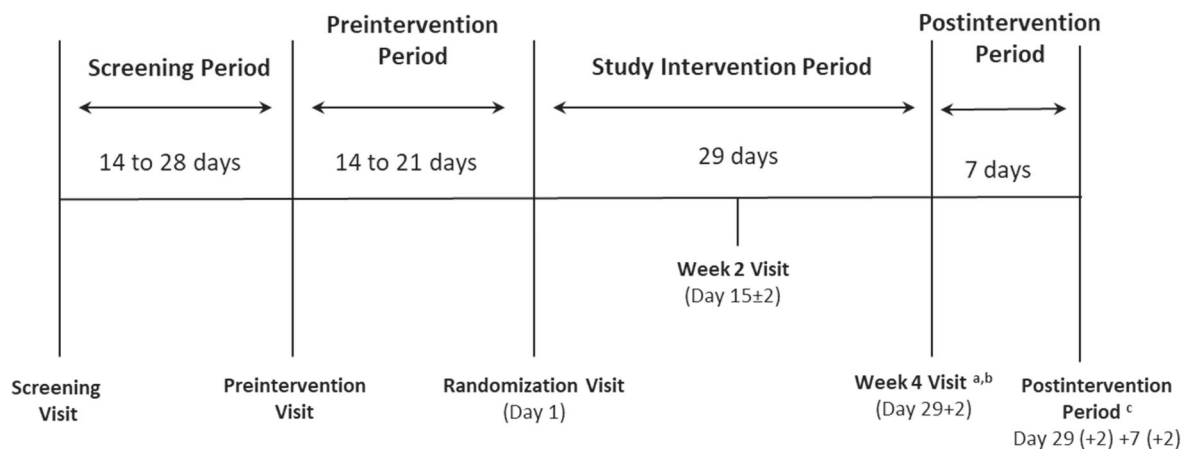 Screening Period
Preintervention
Period
Study Intervention Period
Postintervention
Period
14 to 28 days
14 to 21 days
29 days
7 days
Week 2 Visit
(Day 15±2)
Screening
Visit
Preintervention
Visit
Randomization Visit
(Day 1)
Week 4 Visit a,b
(Day 29+2)
Postintervention
Period c
Day 29 (+2) +7 (+2)